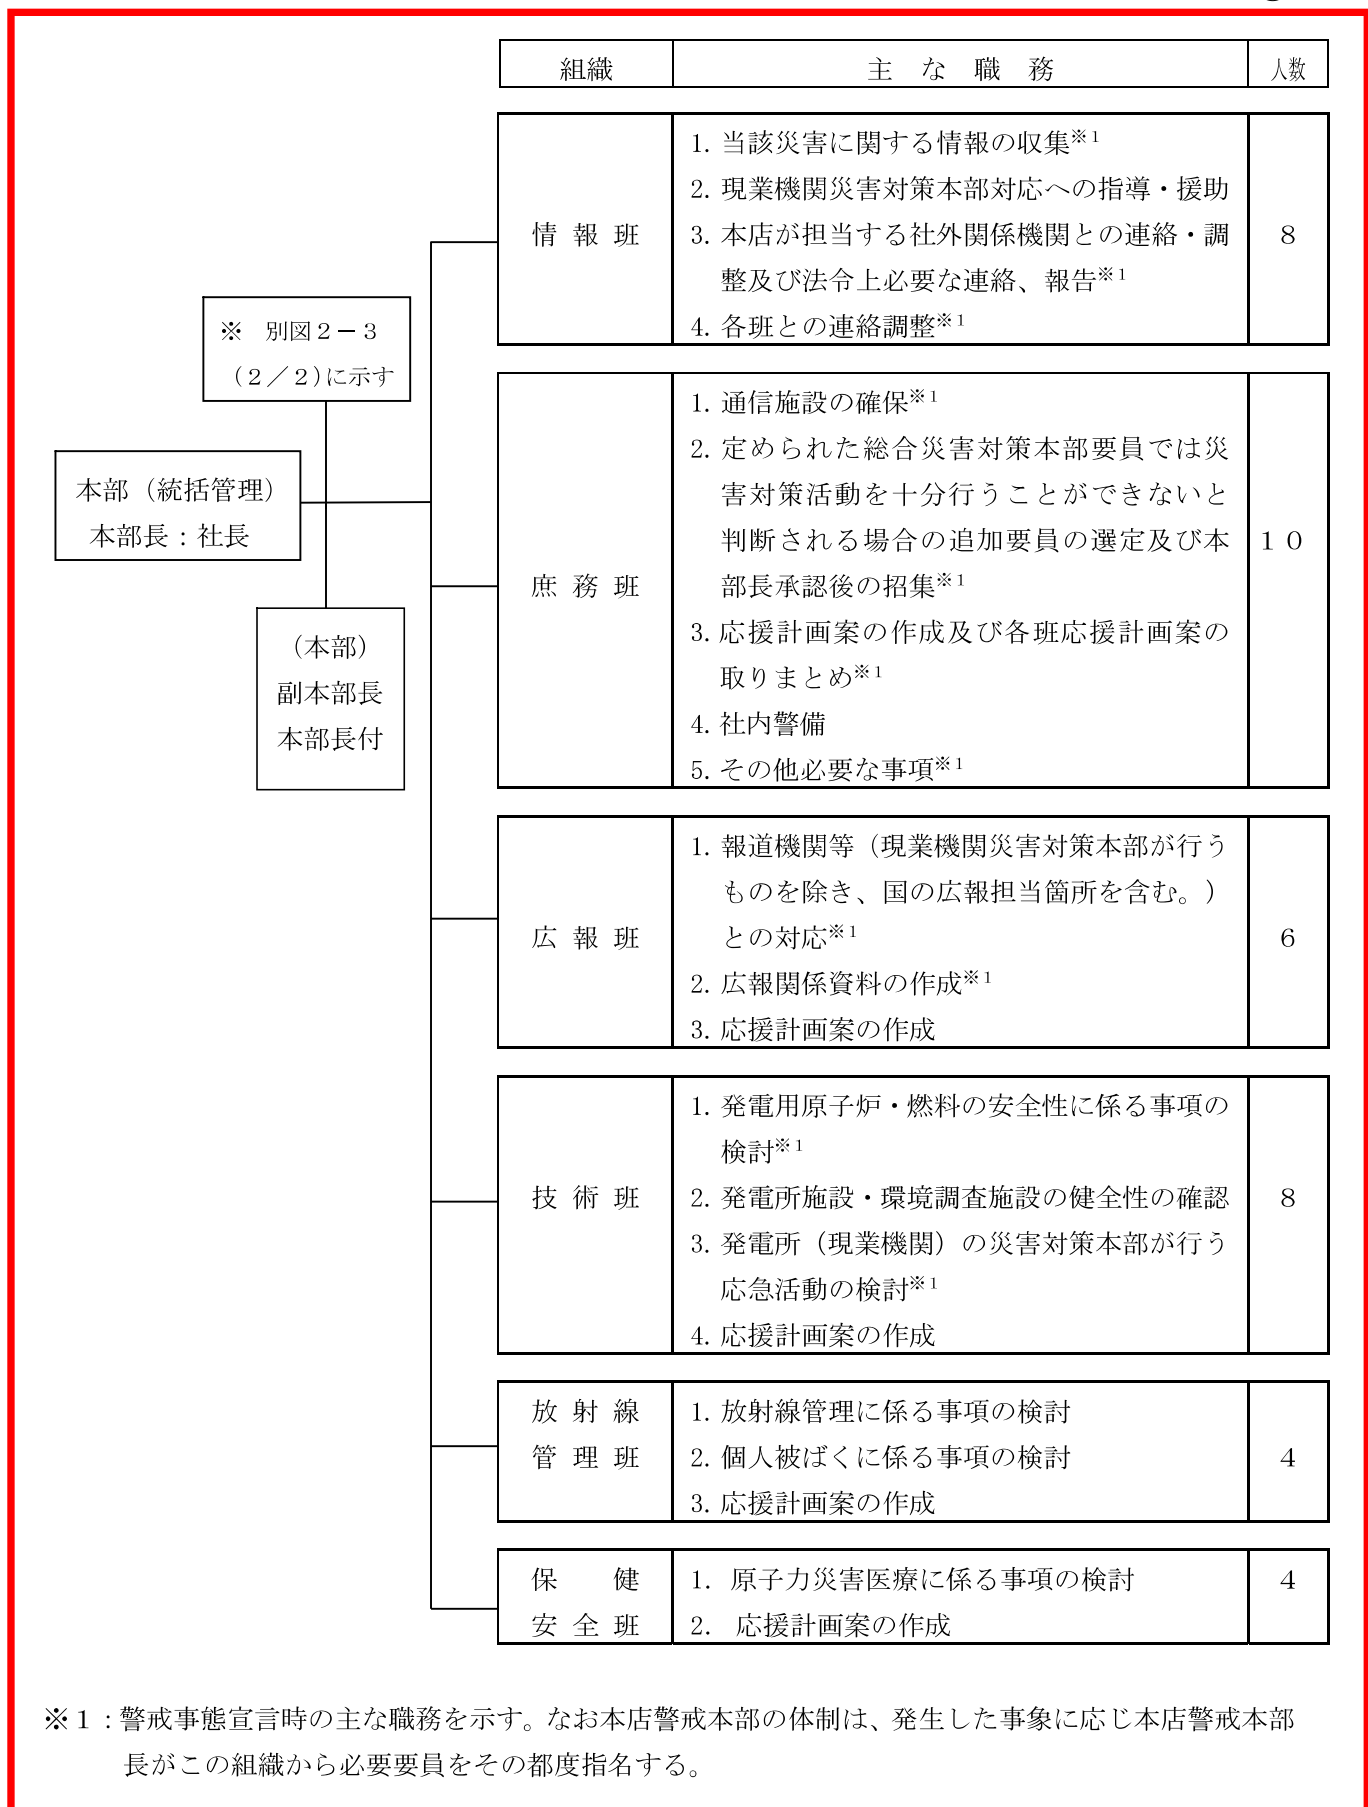 組織 主な職務 人数
1. 当該災害に関する情報の収集※1
2. 現業機関災害対策本部対応への指導・援助
情報班 3. 本店が担当する社外関係機関との連絡・調 8
整及び法令上必要な連絡、報告※1
4. 各班との連絡調整※1
※ 別図2-3
(2/2)に示す
本部（統括管理）
本部長：社長
（本部）
副本部長
本部長付
1. 通信施設の確保※1
2. 定められた総合災害対策本部要員では災
害対策活動を十分行うことができないと
判断される場合の追加要員の選定及び本 10
庶務班 部長承認後の招集※1
3. 応援計画案の作成及び各班応援計画案の
取りまとめ※1
4. 社内警備
5. その他必要な事項※1
1. 報道機関等（現業機関災害対策本部が行う
ものを除き、国の広報担当箇所を含む。）
広報班 との対応※1 6
2. 広報関係資料の作成※1
3. 応援計画案の作成
1. 発電用原子炉・燃料の安全性に係る事項の
検討※1
技術班 2. 発電所施設・環境調査施設の健全性の確認 8
3. 発電所（現業機関）の災害対策本部が行う
応急活動の検討※1
4. 応援計画案の作成
放射線 1. 放射線管理に係る事項の検討
管理班 2. 個人被ばくに係る事項の検討 4
3. 応援計画案の作成
保健 1. 原子力災害医療に係る事項の検討 4
安全班 2. 応援計画案の作成
※1：警戒事態宣言時の主な職務を示す。なお本店警戒本部の体制は、発生した事象に応じ本店警戒本部
長がこの組織から必要要員をその都度指名する。